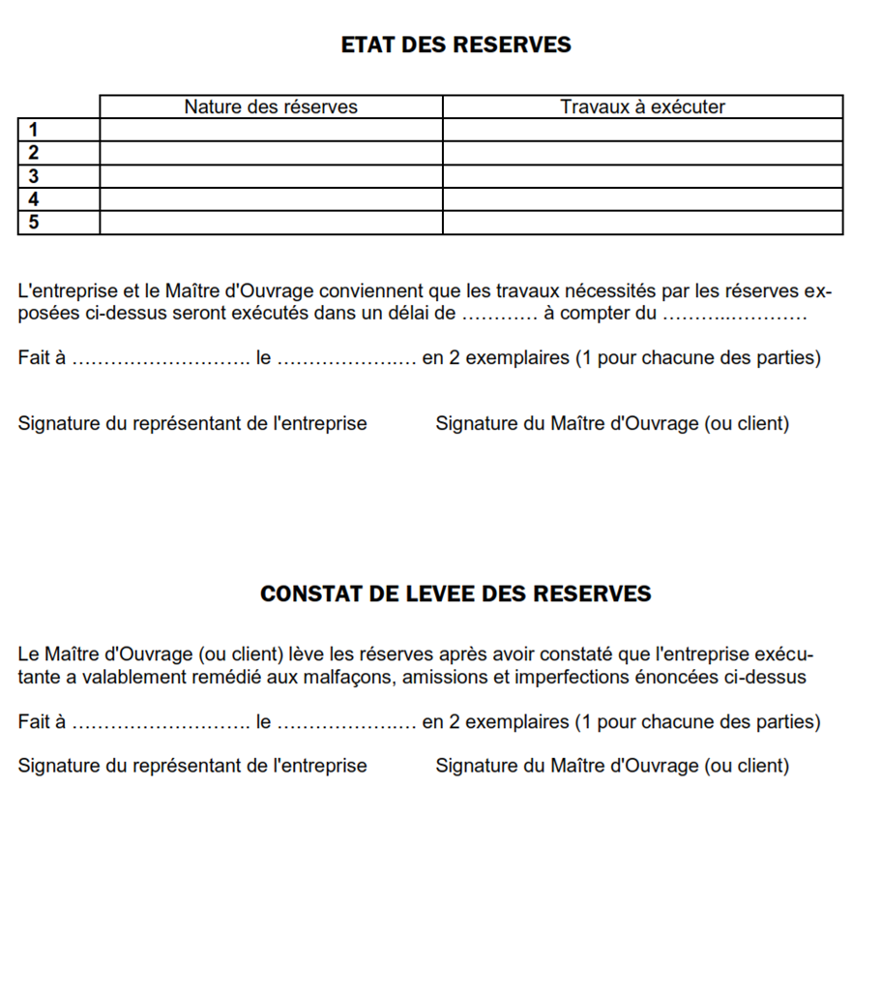 ETAT DES RESERVES
Nature des réserves Travaux à exécuter
1
2
3
4
5
L'entreprise et le Maître d'Ouvrage conviennent que les travaux nécessités par les réserves ex-
posées ci-dessus seront exécutés dans un délai de ………… à compter du ………..…………
Fait à ………………………. le …………………. en 2 exemplaires (1 pour chacune des parties)
Signature du représentant de l'entreprise Signature du Maître d'Ouvrage (ou client)
CONSTAT DE LEVEE DES RESERVES
Le Maître d'Ouvrage (ou client) lève les réserves après avoir constaté que l'entreprise exécu-
tante a valablement remédié aux malfaçons, amissions et imperfections énoncées ci-dessus
Fait à ………………………. le …………………. en 2 exemplaires (1 pour chacune des parties)
Signature du représentant de l'entreprise Signature du Maître d'Ouvrage (ou client)